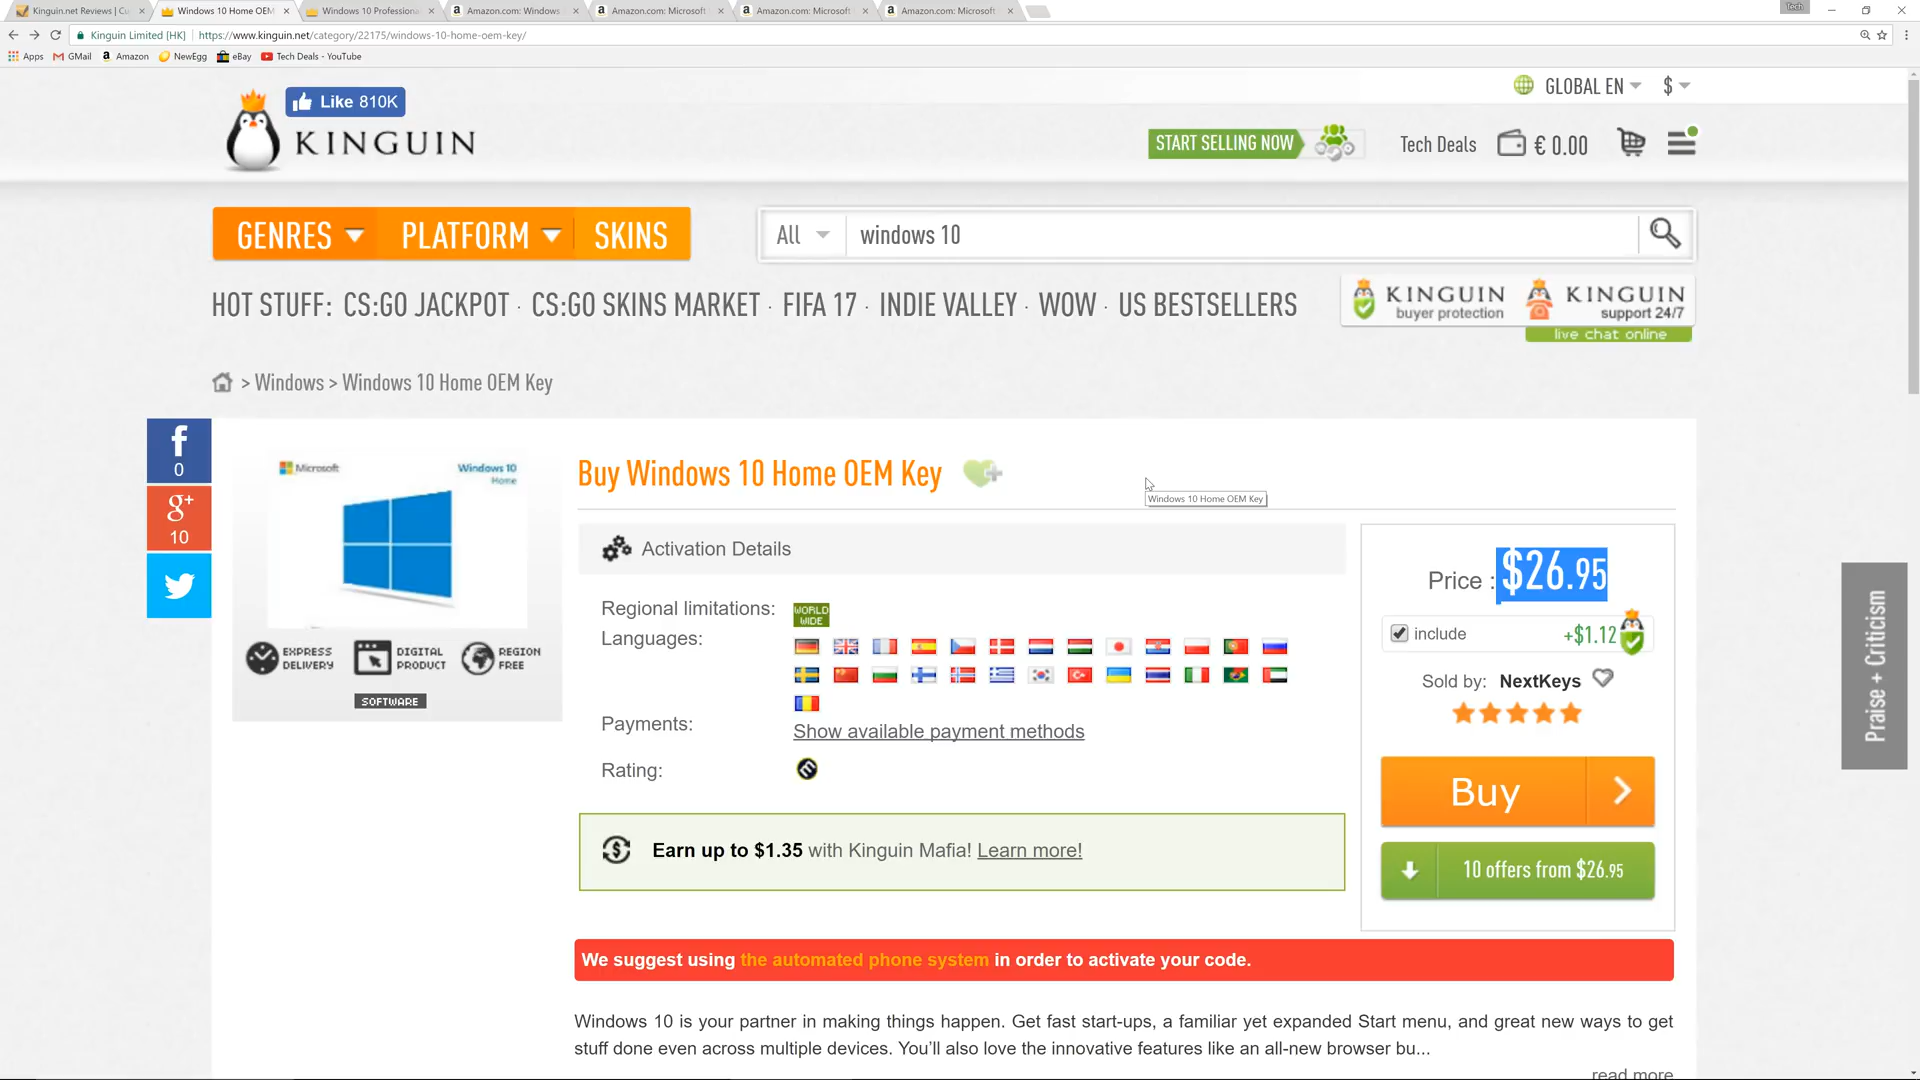 Kinguin.net Reviews | Cu
Windows 10 Home OEM
Windows 10 Professiona
Amazon.com: Windows
Amazon.com: Microsoft
Amazon.com: Microsoft
Amazon.com: Microsoft
Tech
Kinguin Limited [HK]
https://www.kinguin.net/category/22175/windows-10-home-oem-key/
Apps
GMail
Amazon
NewEgg
eBay
Tech Deals - YouTube
Like 810K
KINGUIN
GLOBAL EN
$
START SELLING NOW
Tech Deals
€ 0.00
GENRES
PLATFORM
SKINS
All
windows 10
HOT STUFF: CS:GO JACKPOT · CS:GO SKINS MARKET · FIFA 17 · INDIE VALLEY · WOW · US BESTSELLERS
KINGUIN
buyer protection
KINGUIN
support 24/7
live chat online
> Windows > Windows 10 Home OEM Key
f
0
g+
10
Microsoft
Windows 10
Home
EXPRESS
DELIVERY
DIGITAL
PRODUCT
REGION
FREE
SOFTWARE
Buy Windows 10 Home OEM Key
Windows 10 Home OEM Key
Activation Details
Regional limitations:
WORLD
WIDE
Languages:
Payments:
Show available payment methods
Rating:
Price : $26.95
include
+$1.12
Sold by: NextKeys
Buy
10 offers from $26.95
Earn up to $1.35 with Kinguin Mafia! Learn more!
Praise + Criticism
We suggest using the automated phone system in order to activate your code.
Windows 10 is your partner in making things happen. Get fast start-ups, a familiar yet expanded Start menu, and great new ways to get
stuff done even across multiple devices. You'll also love the innovative features like an all-new browser bu...
read more